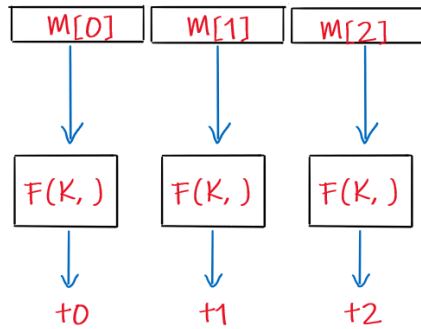 M[0] M[1] M[2]
F(K, ) F(K, ) F(K, )
t0 t1 t2